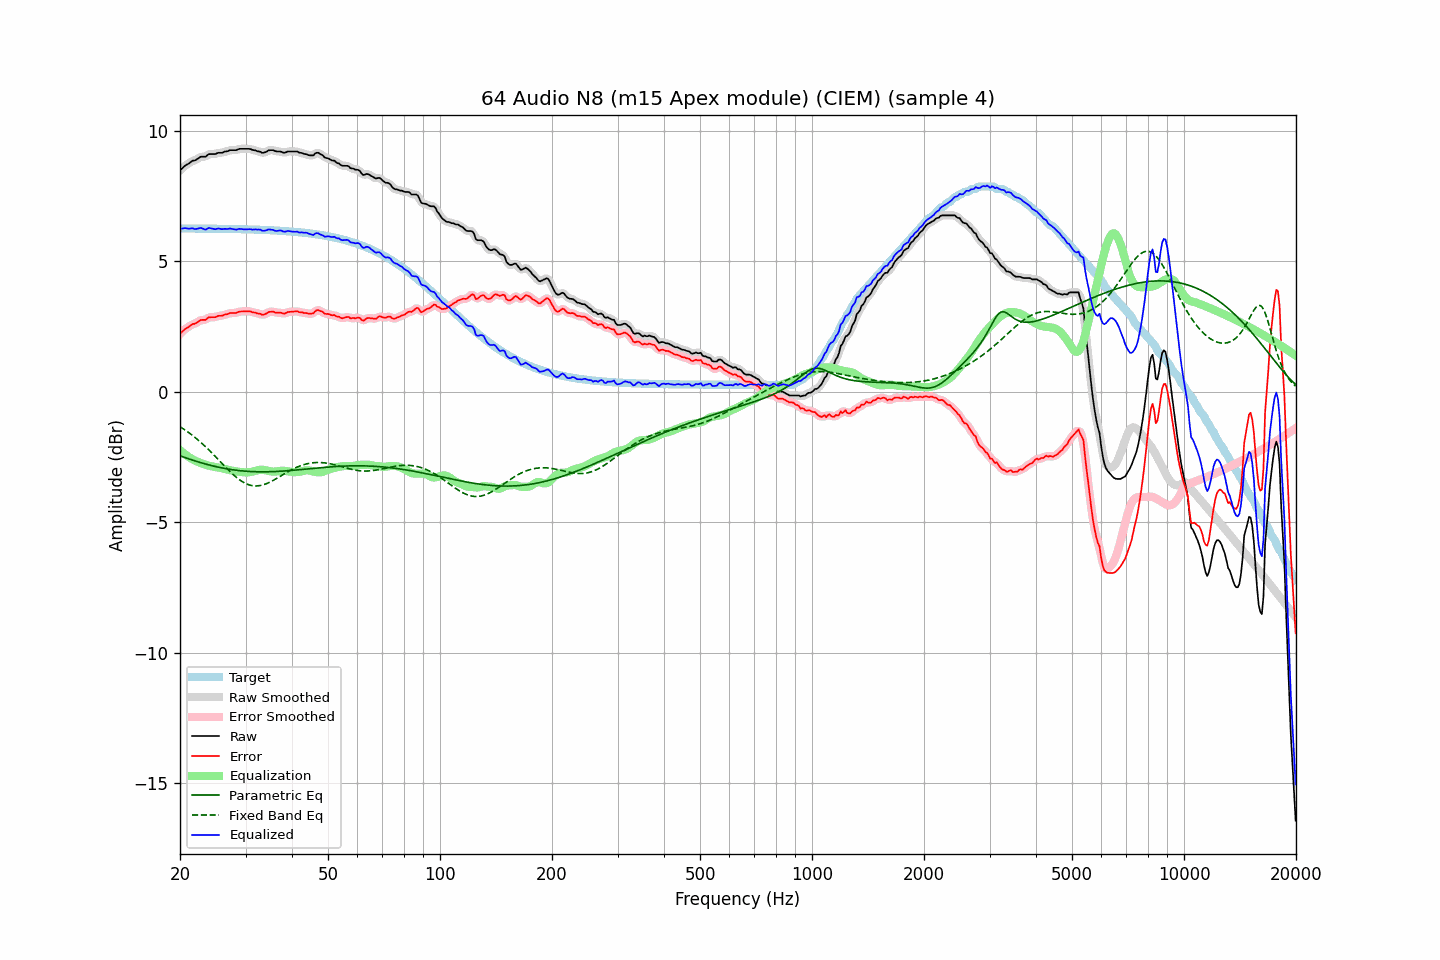 64 Audio N8 (m15 Apex module) (CIEM) (sample 4)
Amplitude (dBr)
10
5
0
−5
−10
−15
Target
Raw Smoothed
Error Smoothed
Raw
Error
Equalization
Parametric Eq
Fixed Band Eq
Equalized
20 50 100 200 500 1000 2000 5000 10000 20000
Frequency (Hz)